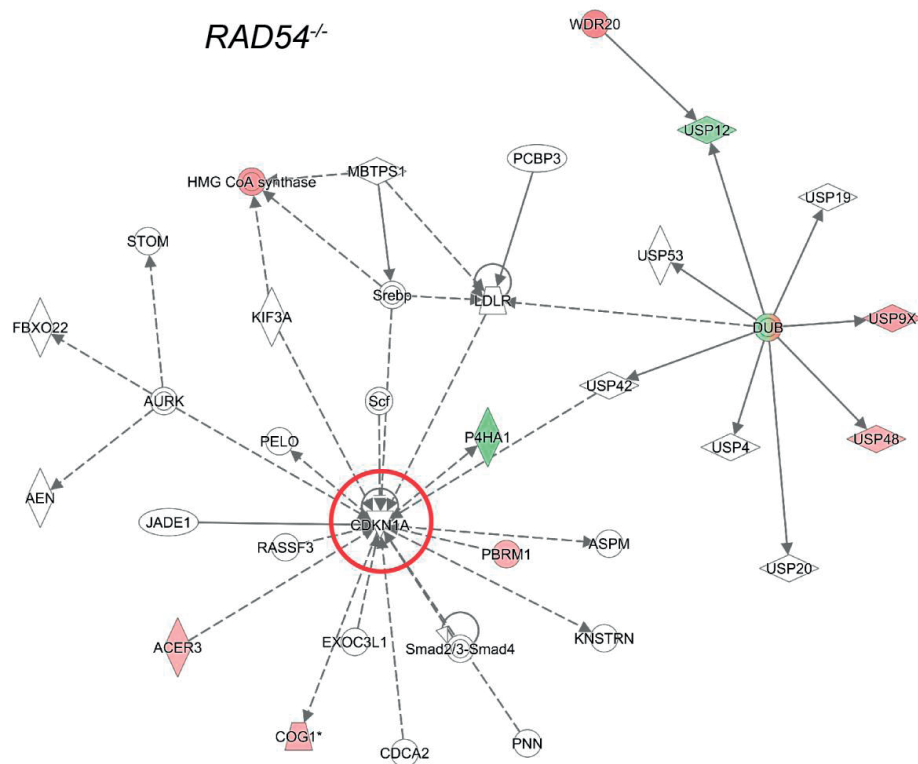 RAD54-/-
WDR20
USP12
PCBP3
MBTPS1
HMG CoA synthase
USP19
STOM
USP53
Srebp
LDLR
KIF3A
FBXO22
USP9X
DUB
USP42
AURK
Scf
P4HA1
PELO
USP4
USP48
AEN
JADE1
CDKN1A
RASSF3
PBRM1
ASPM
USP20
ACER3
EXOC3L1
Smad2/3-Smad4
KNSTRN
COG1*
CDCA2
PNN